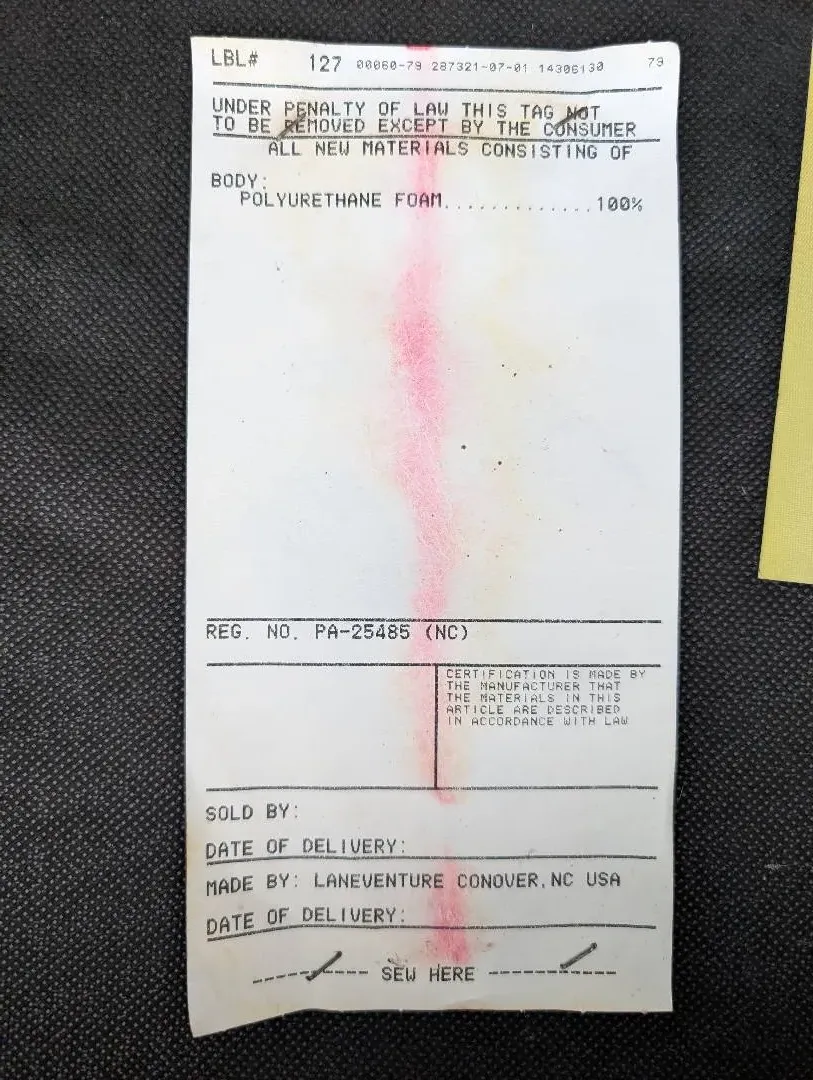 LBL# 127 00060-79 287321-07-01 14306130 79
UNDER PENALTY OF LAW THIS TAG NOT
TO BE REMOVED EXCEPT BY THE CONSUMER
ALL NEW MATERIALS CONSISTING OF
BODY:
POLYURETHANE FOAM.............100%
REG. NO. PA-25485 (NC)
CERTIFICATION IS MADE BY
THE MANUFACTURER THAT
THE MATERIALS IN THIS
ARTICLE ARE DESCRIBED
IN ACCORDANCE WITH LAW
SOLD BY:
DATE OF DELIVERY:
MADE BY: LANEVENTURE CONOVER,NC USA
DATE OF DELIVERY:
----------- SEW HERE ------------